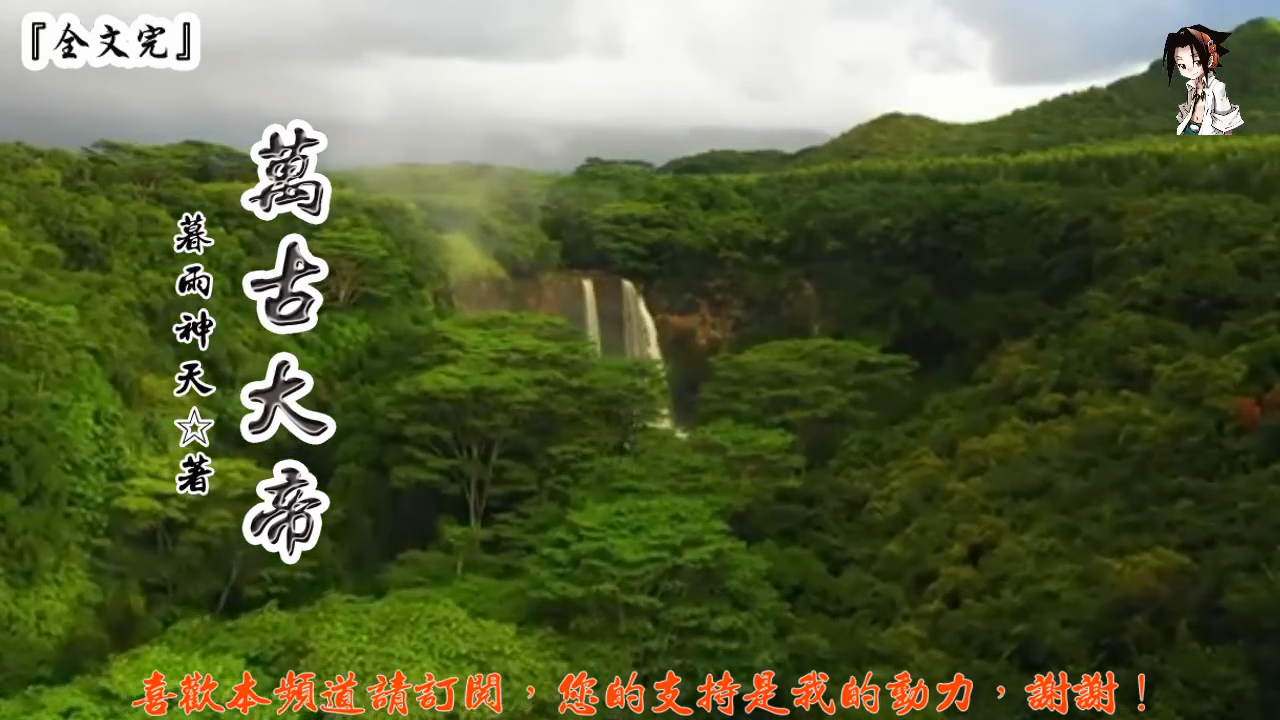 『全文完』
萬古大帝
暮雨神天☆著
喜歡本頻道請訂閱，您的支持是我的動力，謝謝！